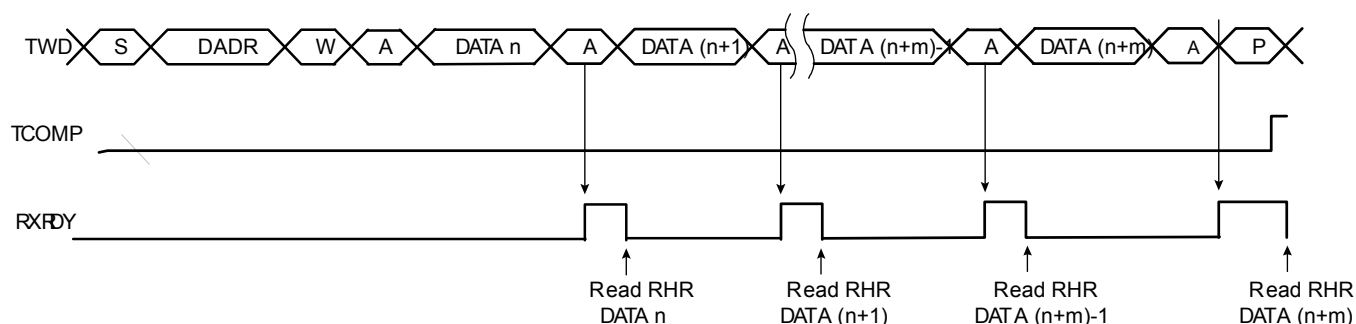 TWD S DADR W A DATA n A DATA (n+1) A DATA (n+m)-1 A DATA (n+m) A P
TCOMP
RXRDY
Read RHR Read RHR Read RHR Read RHR
DATA n DATA (n+1) DATA (n+m)-1 DATA (n+m)